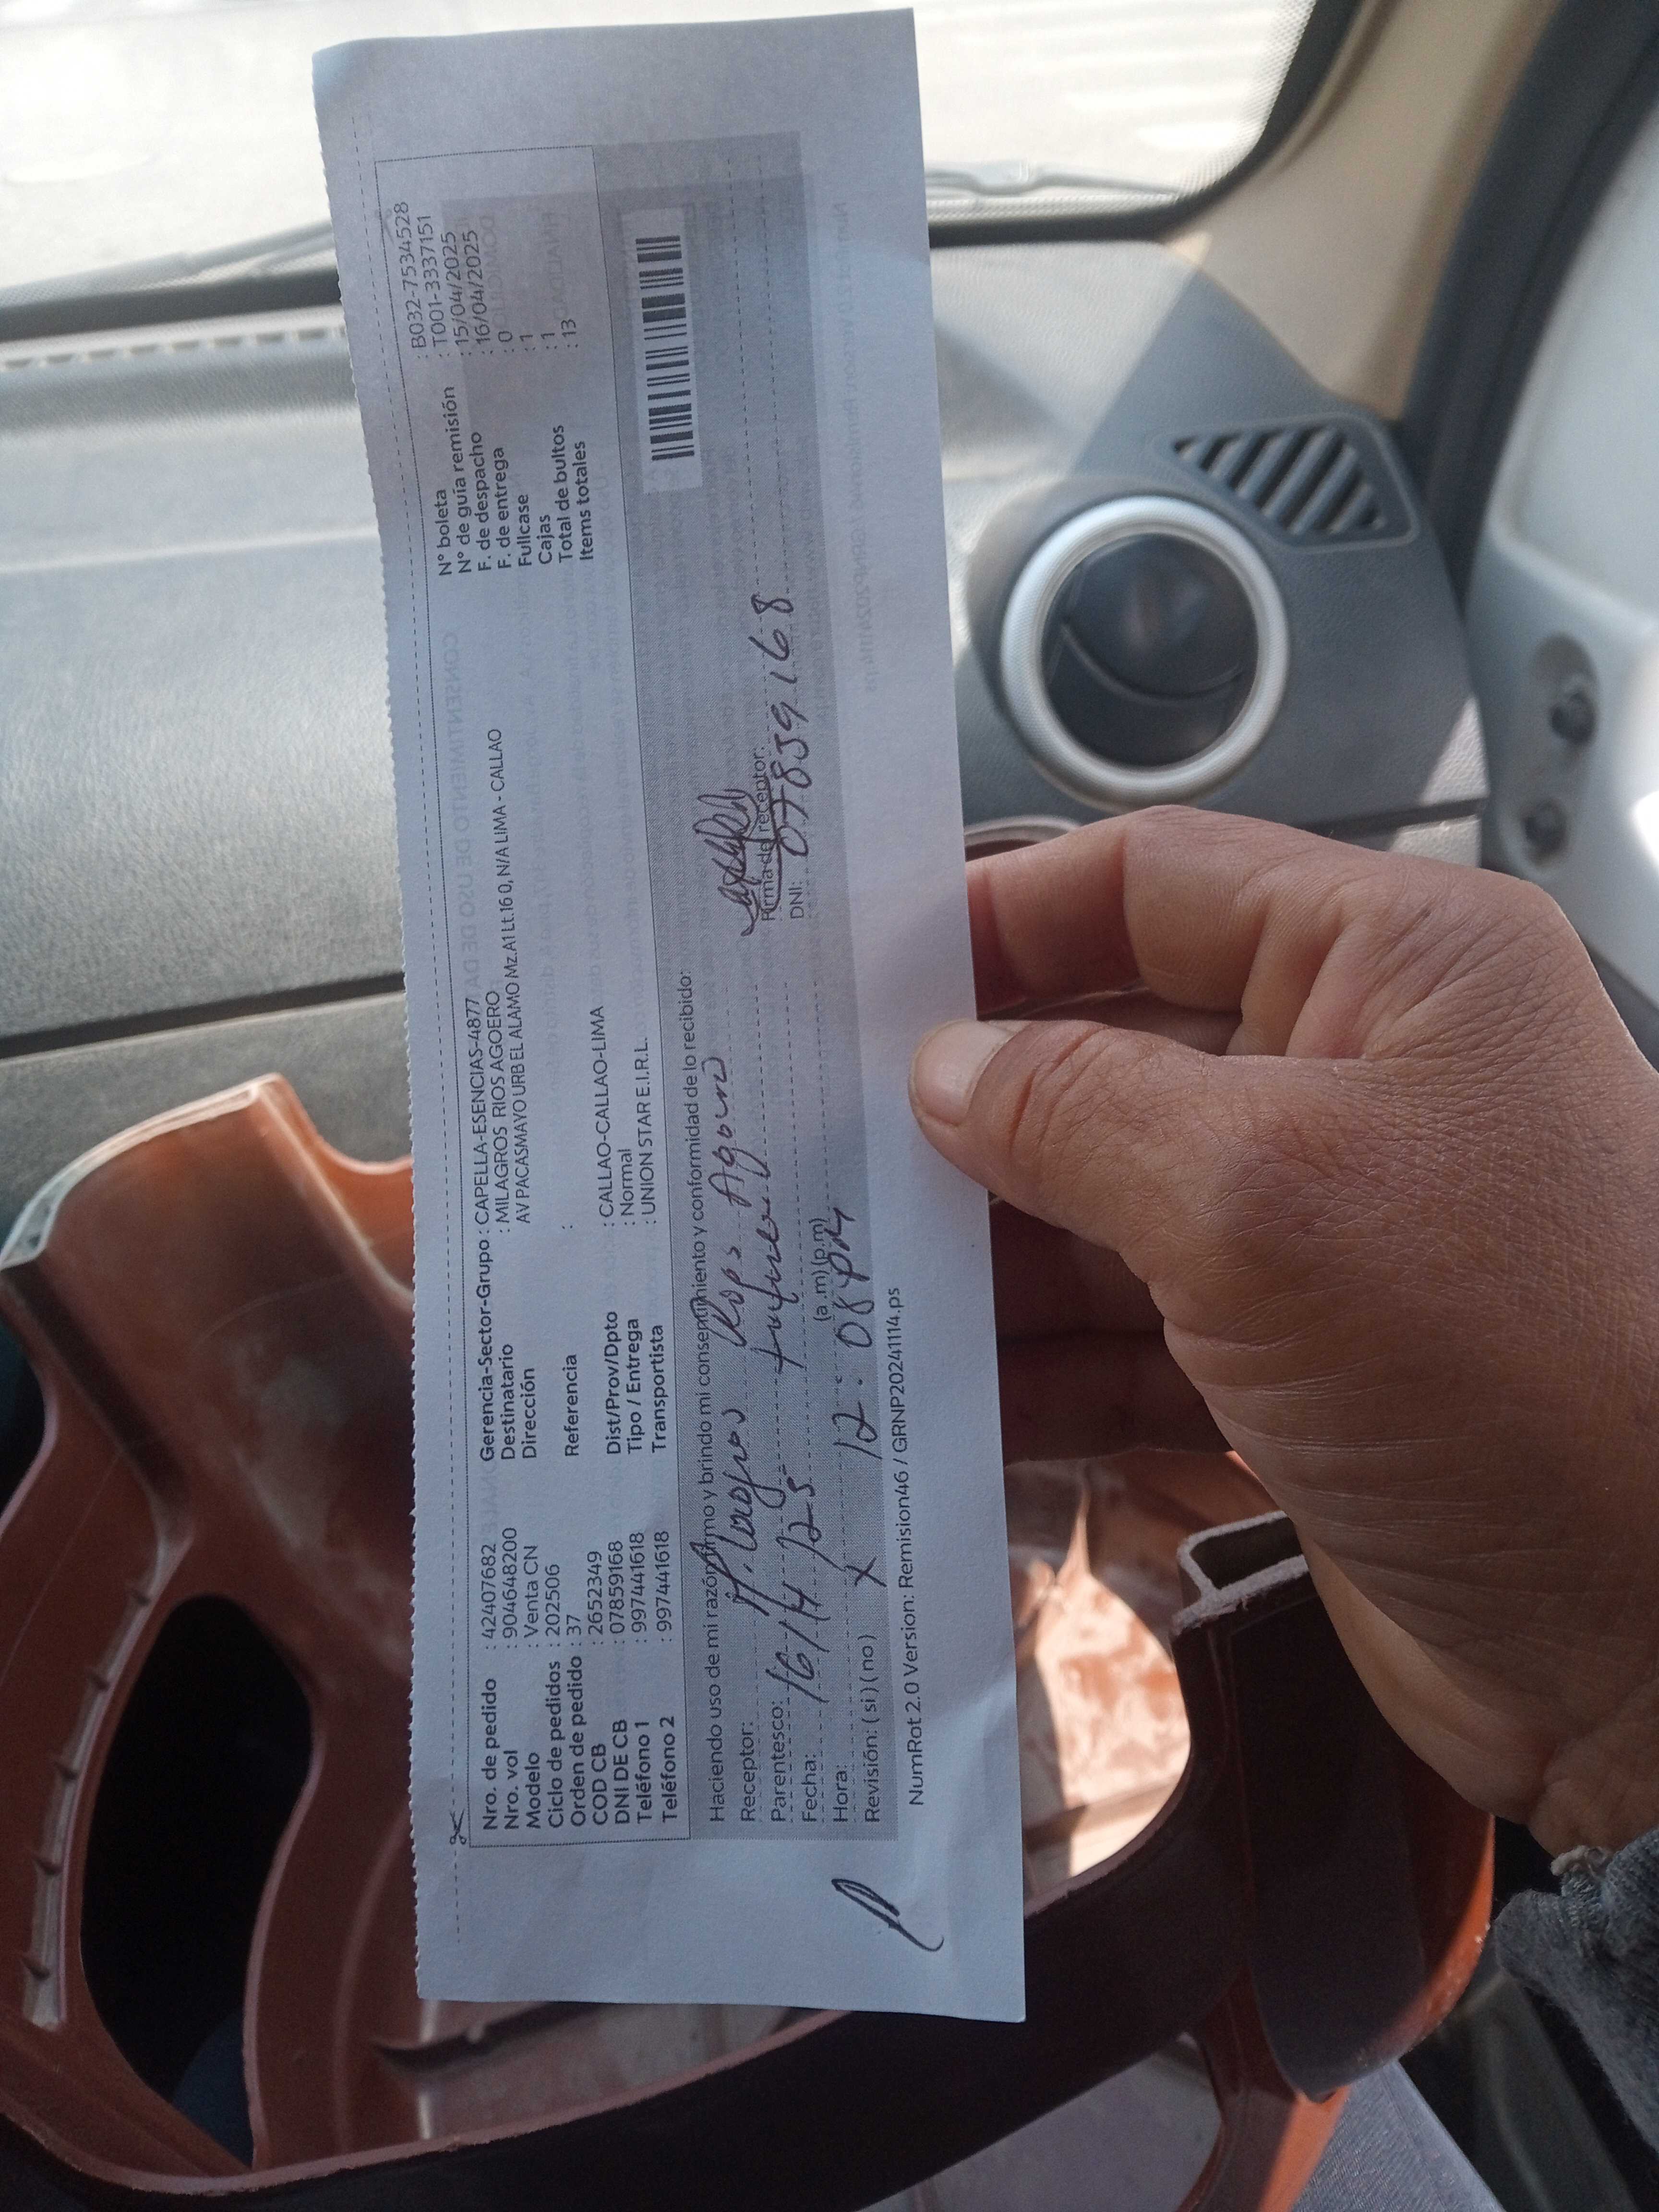 Nro. de pedido : 42407682
Nro. vol : 904648200
Modelo : Venta CN
Ciclo de pedidos : 202506
Orden de pedido : 37
COD CB : 2652349
DNI DE CB : 07859168
Teléfono 1 : 997441618
Teléfono 2 : 997441618
Gerencia-Sector-Grupo : CAPELLA-ESENCIAS-4877
Destinatario : MILAGROS RIOS AGOERO
Dirección AV PACASMAYO URB EL ALAMO Mz.A1 Lt.16 0, N/A LIMA - CALLAO
Referencia :
Dist/Prov/Dpto : CALLAO-CALLAO-LIMA
Tipo / Entrega : Normal
Transportista : UNION STAR E.I.R.L.
N° boleta : B032-7534528
N° de guía remisión : T001-3337151
F. de despacho : 15/04/2025
F. de entrega : 16/04/2025
Fullcase : 0
Cajas : 1
Total de bultos : 1
Items totales : 13
Haciendo uso de mi razón firmo y brindo mi consentimiento y conformidad de lo recibido:
Receptor: Milagros Rios Agoero
Parentesco:
Fecha: 16/4/25
Hora: 12:08 PM (a.m) (p.m)
Revisión: ( si ) ( no ) X
Firma de receptor:
DNI: 07859168
NumRot 2.0 Version: Remision46 / GRNP20241114.ps